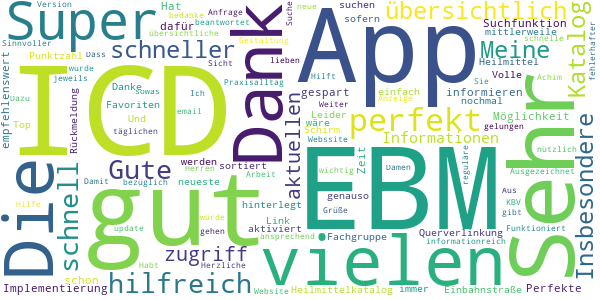 Version
Super
Hat
bedanke
Anfrage
beantwortet
Gestaltung
Suche
neue
App
suchen
sofern
übersichtlich
Suchfunktion
mittlerweile
Heilmittel
Meine
Katalog
schnelle
fehlerhafter
Achim
Sinnvoller
Dass
übersichtliche
Punktzahl
dafür
schneller
Dank
Sicht
lieben
Hilft
gespart
einfach
Weiter
Anzeige
informieren
Volle
nochmal
empfehlenswert
wurde
jeweils
ICD
Danke
sowas
Favoriten
Ich
email
Praxisalltag
aktuellen
Leider
wäre
perfekt
Möglichkeit
gelungen
Sie
Dazu
Top
Rückmeldung
Und
täglichen
Schirm
Webssite
Informationen
Sehr
Insbesondere
Die
schnell
Gute
werden
sortiert
Zeit
EBM
Damen
wichtig
genauso
Grüße
reguläre
Ausgezeichnet
nützlich
Aus
KBV
gibt
Damit
bezüglich
Herren
neueste
Arbeit
hinterlegt
gut
zugriff
Link
aktiviert
Fachgruppe
Querverlinkung
Funktioniert
Hilfe
update
würde
gehen
ansprechend
vielen
informationreich
Implementierung
schon
Habt
hilfreich
Herzliche
Website
Heilmittelkatalog
immer
Einbahnstraße
Perfekte